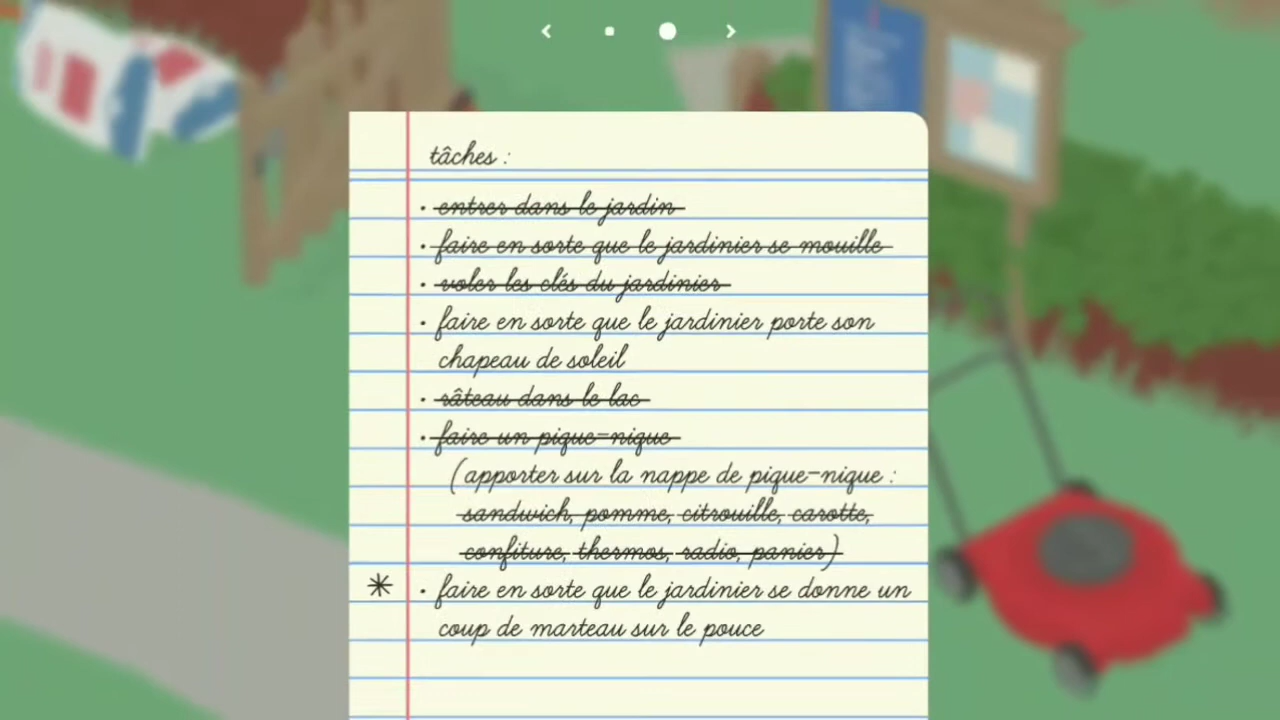 tâches :
· entrer dans le jardin
· faire en sorte que le jardinier se mouille
· voler les clés du jardinier
· faire en sorte que le jardinier porte son
chapeau de soleil
· râteau dans le lac
· faire un pique-nique
(apporter sur la nappe de pique-nique :
sandwich, pomme, citrouille, carotte,
confiture, thermos, radio, panier)
· faire en sorte que le jardinier se donne un
coup de marteau sur le pouce